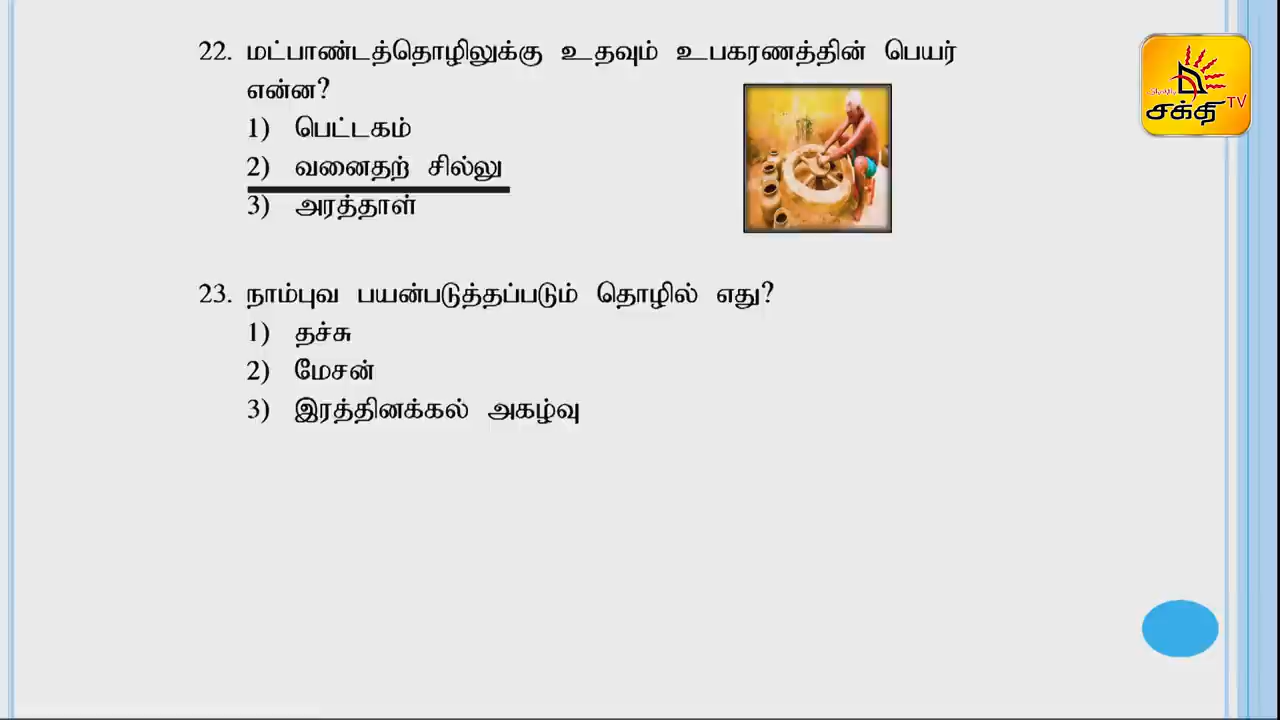 22. மட்பாண்டத்தொழிலுக்கு உதவும் உபகரணத்தின் பெயர்
என்ன?
1) பெட்டகம்
2) வனைதற் சில்லு
3) அரத்தாள்
23. நாம்புவ பயன்படுத்தப்படும் தொழில் எது?
1) தச்சு
2) மேசன்
3) இரத்தினக்கல் அகழ்வு
சக்தி TV